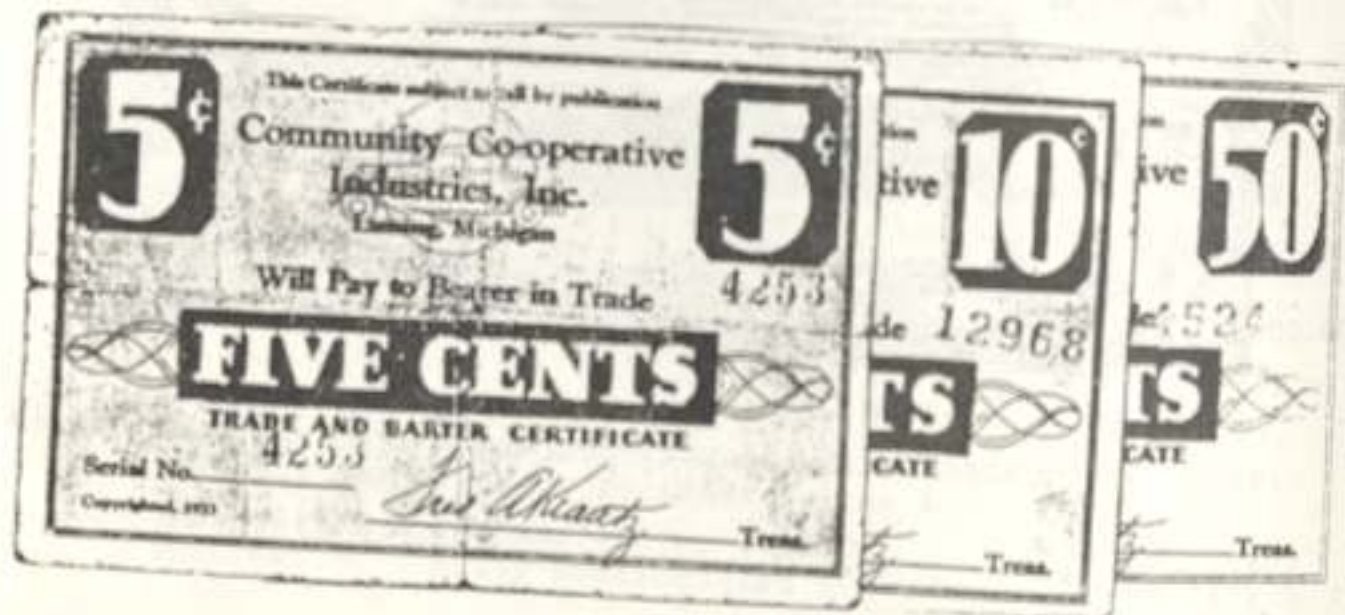 5¢
This Certificate subject to call by publication
5¢
Community Co-operative
Industries, Inc.
Lansing, Michigan
Will Pay to Bearer in Trade
4253
FIVE CENTS
TRADE AND BARTER CERTIFICATE
Serial No. 4253
Copyrighted, 1933
Treas.
10¢
tive
de 12968
TS
CATE
Treas.
50¢
ive
TS
CATE
Treas.